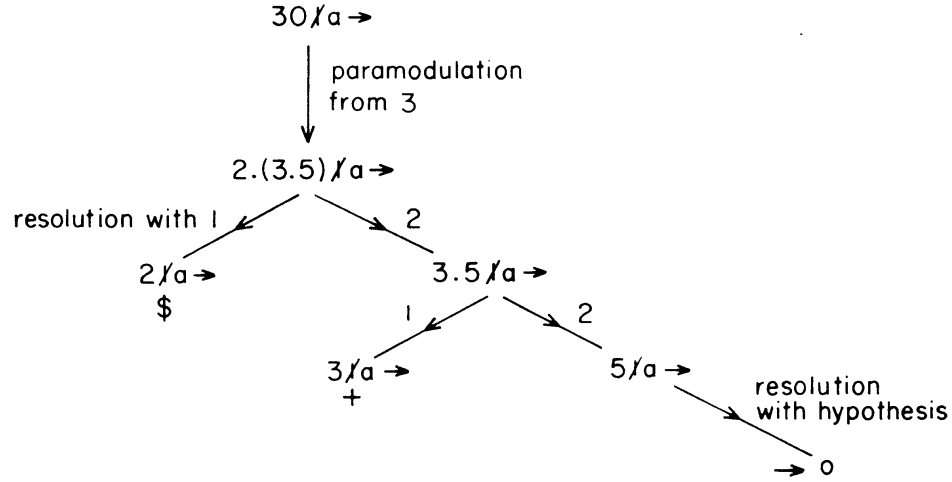 30∤a →
paramodulation
from 3
2.(3.5)∤a →
resolution with 1
2
2∤a →
$
3.5∤a →
1
2
3∤a →
+
5∤a →
resolution
with hypothesis
→ o